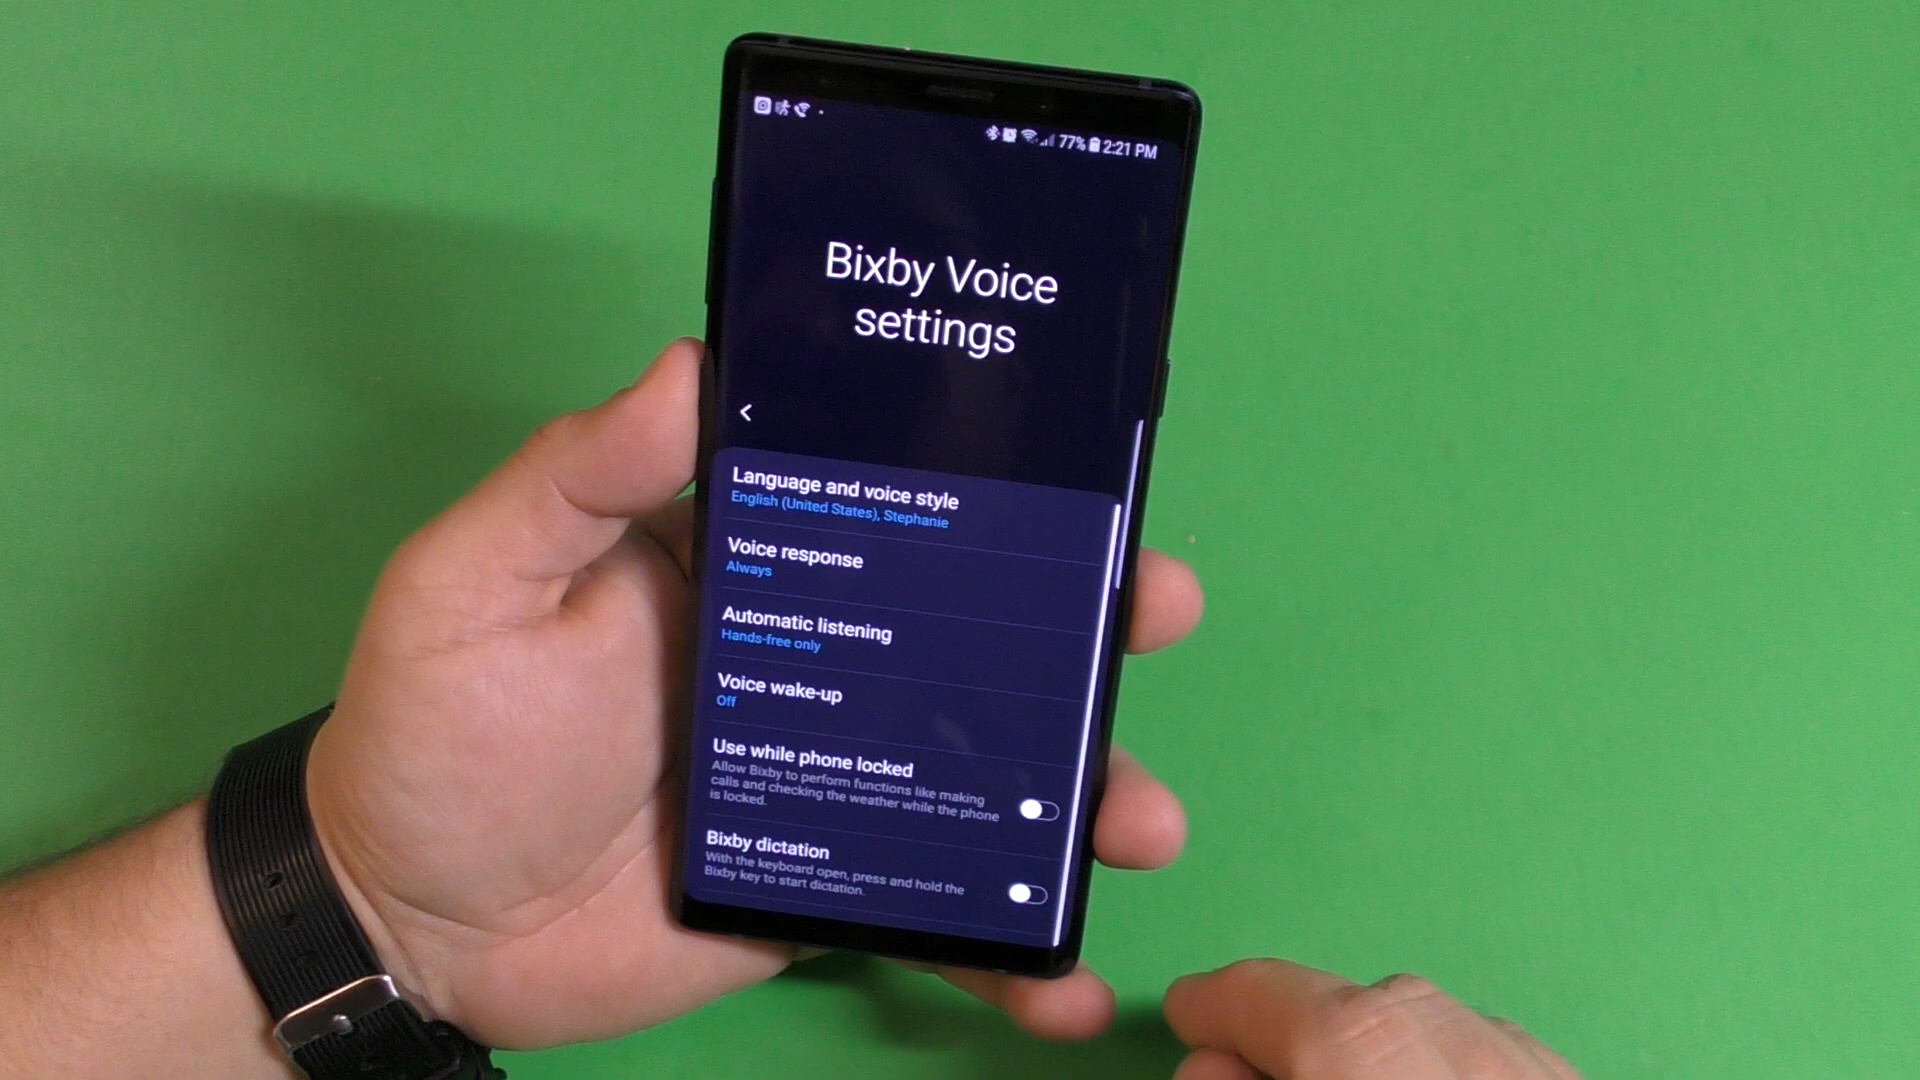 77% 2:21 PM
Bixby Voice
settings
Language and voice style
English (United States), Stephanie
Voice response
Always
Automatic listening
Hands-free only
Voice wake-up
Off
Use while phone locked
Allow Bixby to perform functions like making
calls and checking the weather while the phone
is locked.
Bixby dictation
With the keyboard open, press and hold the
Bixby key to start dictation.